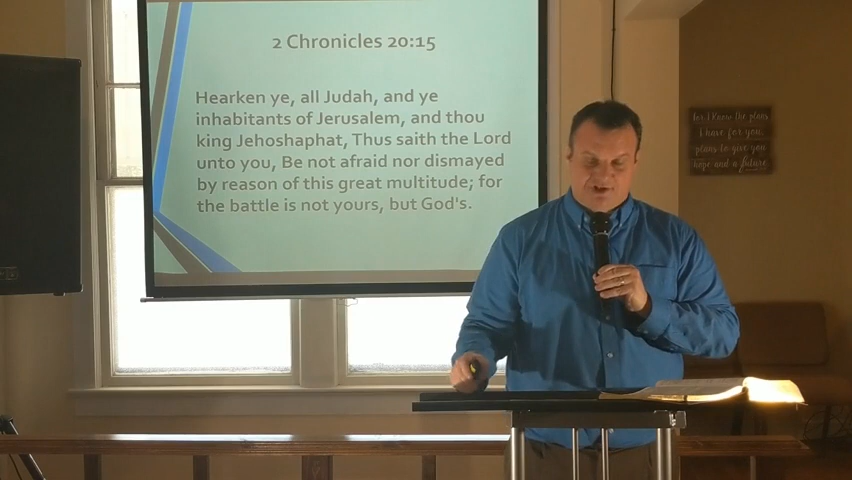 2 Chronicles 20:15
Hearken ye, all Judah, and ye
inhabitants of Jerusalem, and thou
king Jehoshaphat, Thus saith the Lord
unto you, Be not afraid nor dismayed
by reason of this great multitude; for
the battle is not yours, but God's.
for I know the plans
I have for you,
plans to give you
hope and a future